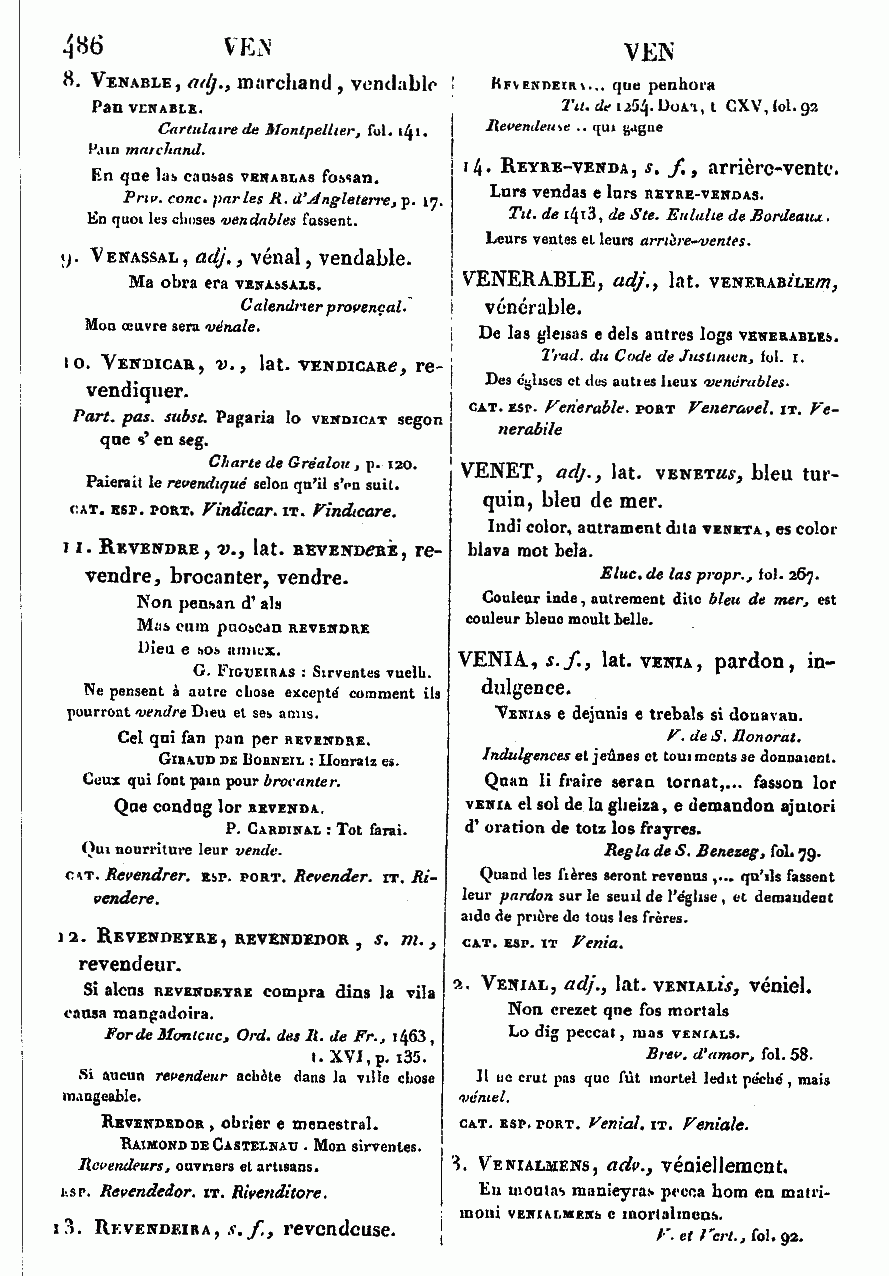 486 VEN
8. VENABLE, adj., marchand, vendable
Pan VENABLE.
Cartulaire de Montpellier, fol. 141.
Pain marchand.
En que las causas VENABLAS fossan.
Priv. conc. par les R. d'Angleterre, p. 17.
En quoi les choses vendables fussent.
9. VENASSAL, adj., vénal, vendable.
Ma obra era VENASSALS.
Calendrier provençal.
Mon œuvre sera vénale.
10. VENDICAR, v., lat. VENDICARe, re-
vendiquer.
Part. pas. subst. Pagaria lo VENDICAT segon
que s' en seg.
Charte de Gréalou, p. 120.
Paierait le revendiqué selon qu'il s'en suit.
CAT. ESP. PORT. Vindicar. IT. Vindicare.
11. REVENDRE, v., lat. REVENDeRE, re-
vendre, brocanter, vendre.
Non pensan d' als
Mas cum puoscan REVENDRE
Dieu e sos amicx.
G. FIGUEIRAS : Sirventes vuelh.
Ne pensent à autre chose excepté comment ils
pourront vendre Dieu et ses amis.
Cel qui fan pan per REVENDRE.
GIRAUD DE BORNEIL : Honratz es.
Ceux qui font pain pour brocanter.
Que condug lor REVENDA.
P. CARDINAL : Tot farai.
Qui nourriture leur vende.
CAT. Revendrer. ESP. PORT. Revender. IT. Ri-
vendere.
12. REVENDEYRE, REVENDEDOR, s. m.,
revendeur.
Si alcus REVENDEYRE compra dins la vila
causa mangadoira.
For de Montcuc, Ord. des R. de Fr., 1463,
t. XVI, p. 135.
Si aucun revendeur achète dans la ville chose
mangeable.
REVENDEDOR, obrier e menestral.
RAIMOND DE CASTELNAU. Mon sirventes.
Revendeurs, ouvriers et artisans.
ESP. Revendedor. IT. Rivenditore.
13. REVENDEIRA, s. f., revendeuse.
VEN
REVENDEIRA... que penhora
Tit. de 1254. DOAT, t CXV, fol. 92
Revendeuse .. qui gagne
14. REYRE-VENDA, s. f., arrière-vente.
Lurs vendas e lurs REYRE-VENDAS.
Tit. de 1413, de Ste. Eulalie de Bordeaux.
Leurs ventes et leurs arrière-ventes.
VENERABLE, adj., lat. VENERABiLEm,
vénérable.
De las gleisas e dels autres logs VENERABLES.
Trad. du Code de Justinien, fol. 1.
Des églises et des autres lieux vénérables.
CAT. ESP. Venerable. PORT Veneravel. IT. Ve-
nerabile
VENET, adj., lat. VENETus, bleu tur-
quin, bleu de mer.
Indi color, autrament dita VENETA, es color
blava mot bela.
Eluc. de las propr., fol. 267.
Couleur inde, autrement dite bleu de mer, est
couleur bleue moult belle.
VENIA, s. f., lat. VENIA, pardon, in-
dulgence.
VENIAS e dejunis e trebals si donavan.
V. de S. Honorat.
Indulgences et jeûnes et tourments se donnaient.
Quan li fraire seran tornat,... fasson lor
VENIA el sol de la glieiza, e demandon ajutori
d' oration de totz los frayres.
Regla de S. Benezeg, fol. 79.
Quand les frères seront revenus,... qu'ils fassent
leur pardon sur le seuil de l'église, et demandent
aide de prière de tous les frères.
CAT. ESP. IT Venia.
2. VENIAL, adj., lat. VENIALis, véniel.
Non crezet que fos mortals
Lo dig peccat, mas VENIALS.
Brev. d'amor, fol. 58.
Il ne crut pas que fût mortel ledit péché, mais
véniel.
CAT. ESP. PORT. Venial. IT. Veniale.
3. VENIALMENS, adv., véniellement.
En moutas manieyras pecca hom en matri-
moni VENIALMENS e mortalmens.
V. et Vert., fol. 92.